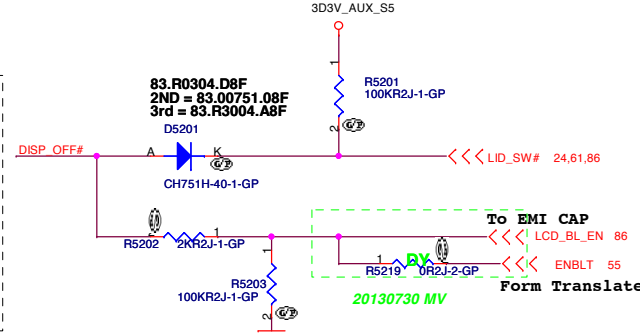 3D3V_AUX_S5
83.R0304.D8F
2ND = 83.00751.08F
3rd = 83.R3004.A8F
1
R5201
100KR2J-1-GP
2
G/P
D5201
DISP_OFF#
A
K
G/P
LID_SW# 24,61,86
CH751H-40-1-GP
To EMI CAP
2
1
R5202 2KR2J-1-GP
LCD_BL_EN 86
1
DY
R5219 0R2J-2-GP
ENBLT 55
1
R5203
100KR2J-1-GP
2
G/P
Form Translate
20130730 MV